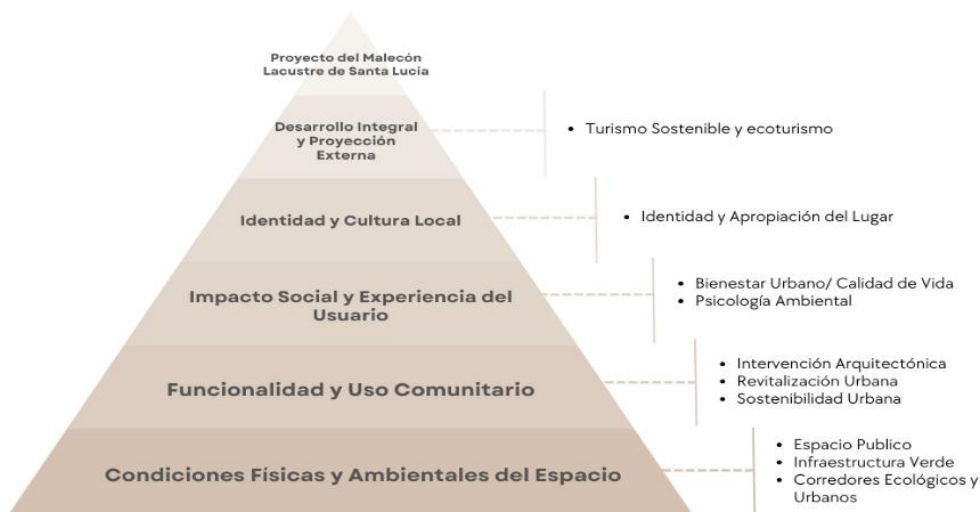 Proyecto del Malecón
Lacustre de Santa Lucía
Desarrollo Integral
y Proyección
Externa
• Turismo Sostenible y ecoturismo
Identidad y Cultura Local
• Identidad y Apropiación del Lugar
Impacto Social y Experiencia del
Usuario
• Bienestar Urbano/ Calidad de Vida
• Psicología Ambiental
Funcionalidad y Uso Comunitario
• Intervención Arquitectónica
• Revitalización Urbana
• Sostenibilidad Urbana
Condiciones Físicas y Ambientales del Espacio
• Espacio Publico
• Infraestructura Verde
• Corredores Ecológicos y
Urbanos